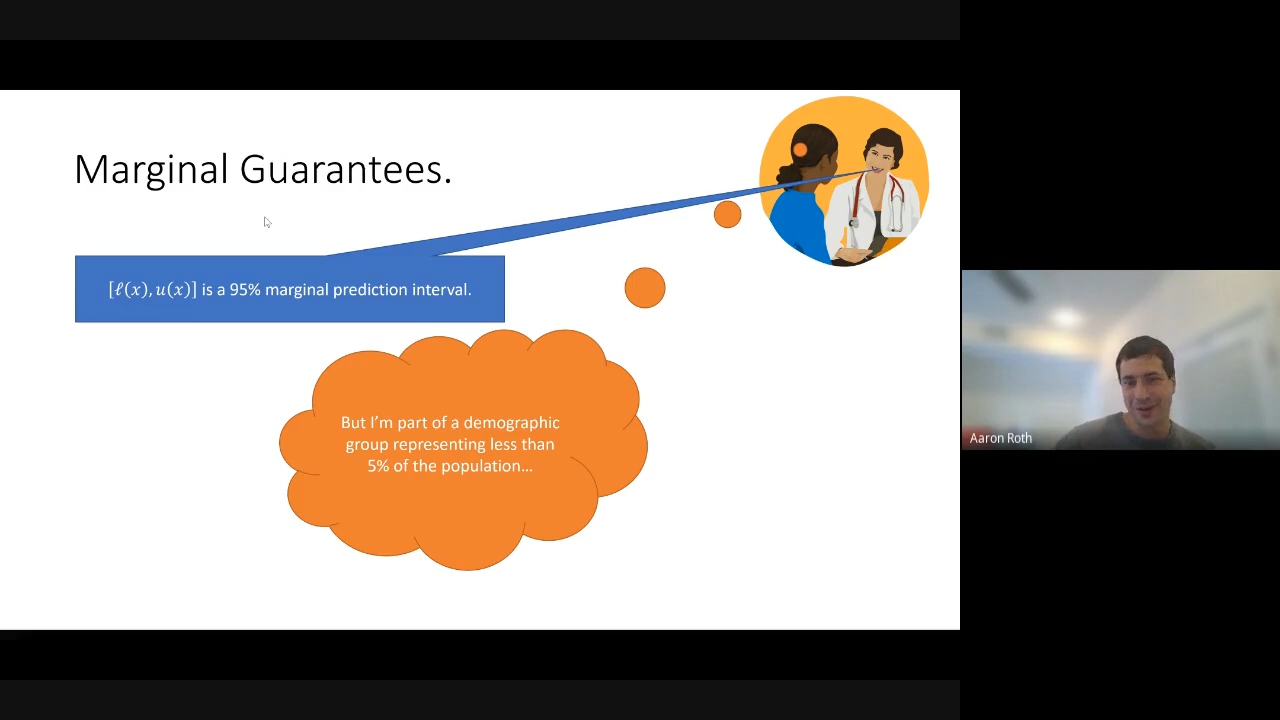 Marginal Guarantees.
[ℓ(x), u(x)] is a 95% marginal prediction interval.
But I’m part of a demographic
group representing less than
5% of the population…
Aaron Roth